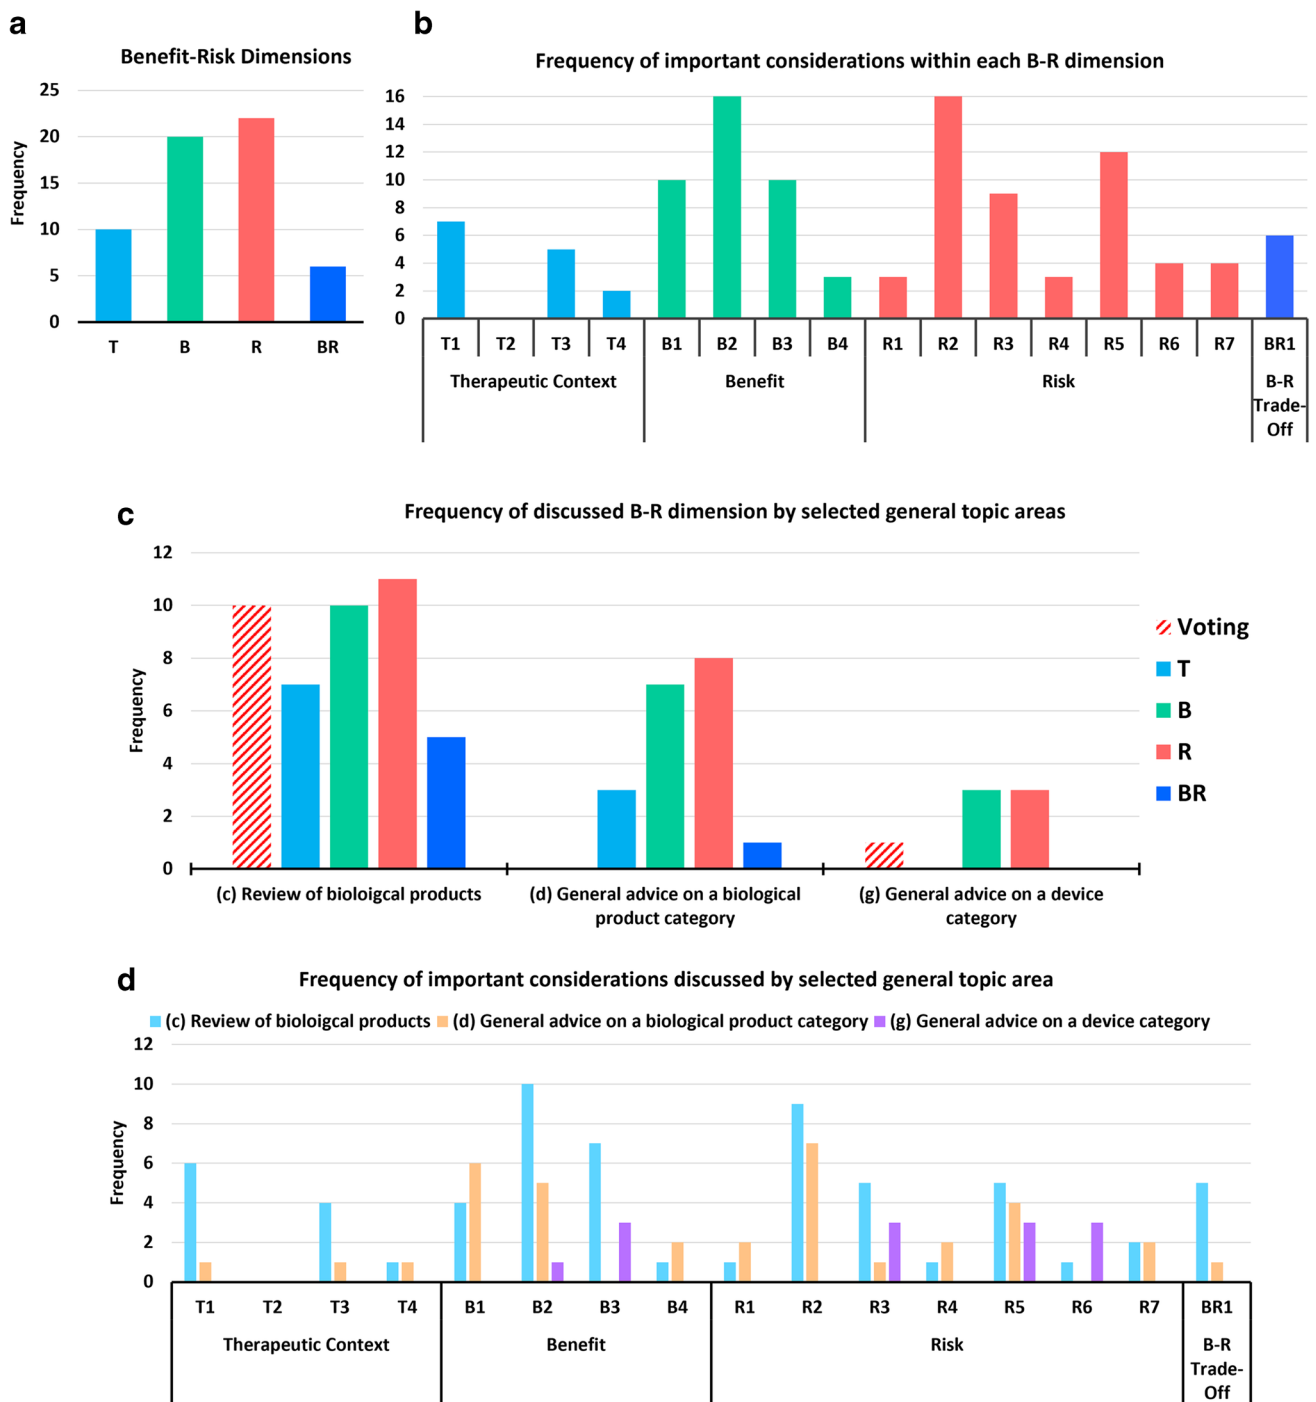 a
Benefit-Risk Dimensions
25
20
15
10
5
0
Frequency
T B R BR
b
Frequency of important considerations within each B-R dimension
16
14
12
10
8
6
4
2
0
T1 T2 T3 T4 B1 B2 B3 B4 R1 R2 R3 R4 R5 R6 R7 BR1
Therapeutic Context Benefit Risk B-R
Trade-
Off
c
Frequency of discussed B-R dimension by selected general topic areas
12
10
8
6
4
2
0
Frequency
(c) Review of bioloigcal products
(d) General advice on a biological
product category
(g) General advice on a device
category
Voting
T
B
R
BR
d
Frequency of important considerations discussed by selected general topic area
(c) Review of bioloigcal products (d) General advice on a biological product category (g) General advice on a device category
12
10
8
6
4
2
0
Frequency
T1 T2 T3 T4 B1 B2 B3 B4 R1 R2 R3 R4 R5 R6 R7 BR1
Therapeutic Context Benefit Risk B-R
Trade-
Off